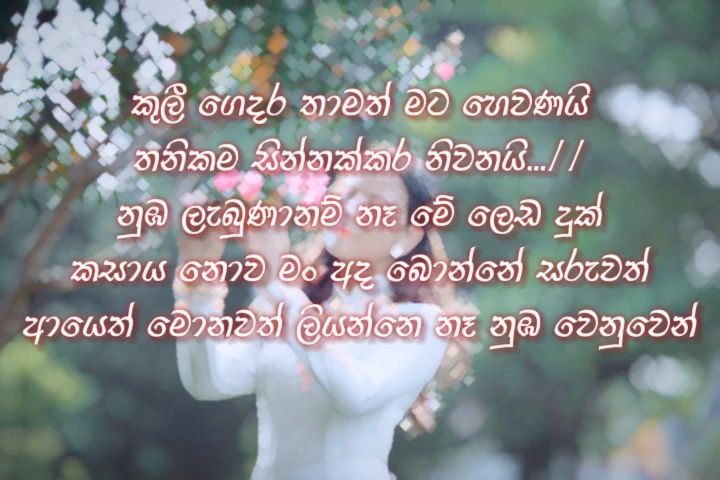 කුලී ගෙදර තාමත් මට හෙවණයි
තනිකම සින්නක්කර නිවනයි...//
නුඹ ලැබුණානම් නෑ මේ ලෙඩ දුක්
කසාය නොව මං අද බොන්නේ සරුවත්
ආයෙත් මොනවත් ලියන්නෙ නෑ නුඹ වෙනුවෙන්